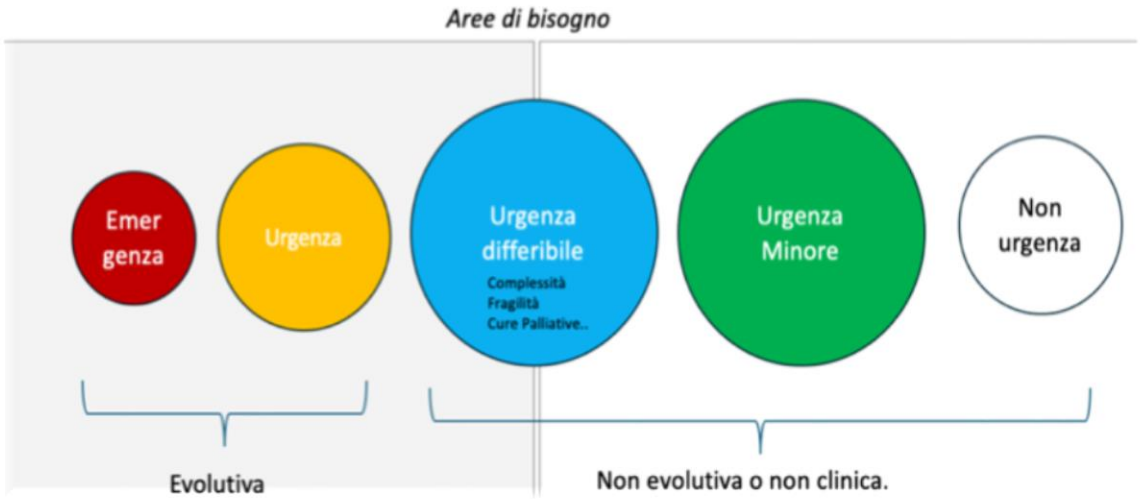 Aree di bisogno
Emer
genza
Urgenza
Urgenza
differibile
Complessità
Fragilità
Cure Palliative..
Urgenza
Minore
Non
urgenza
Evolutiva
Non evolutiva o non clinica.